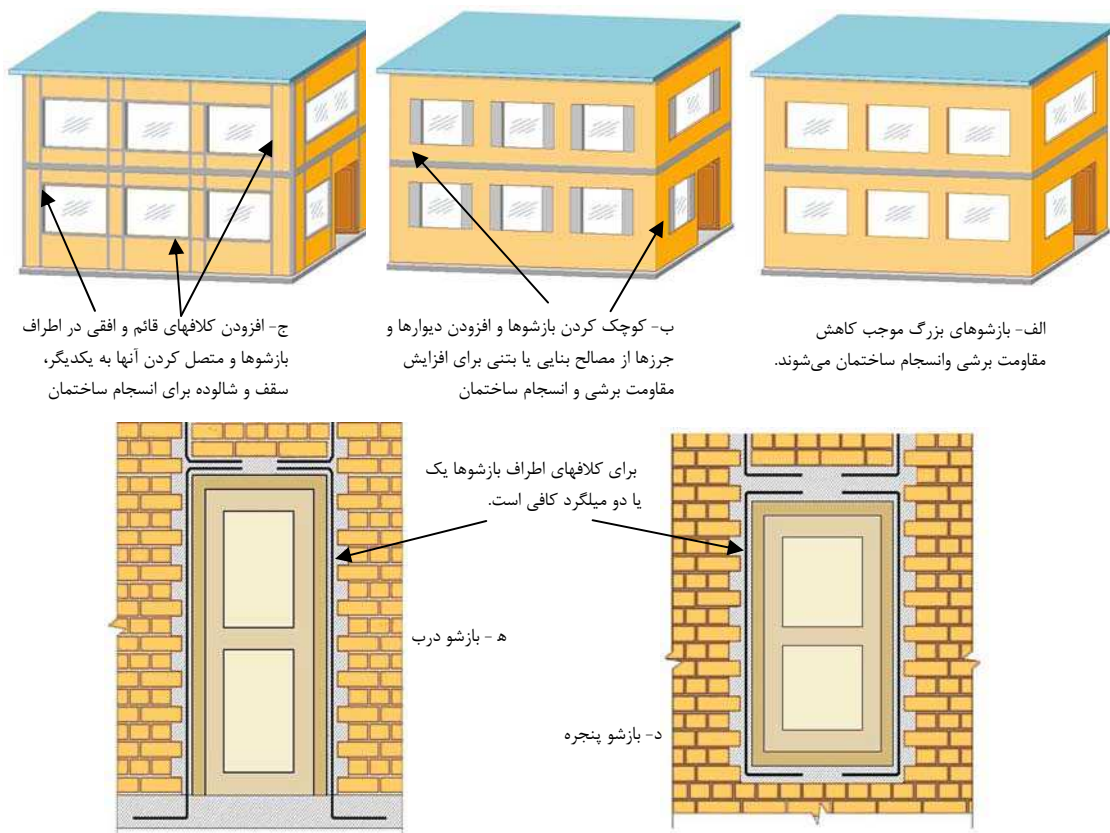 الف- بازشوهای بزرگ موجب کاهش
مقاومت برشی وانسجام ساختمان می‌شوند.
ب- کوچک کردن بازشوها و افزودن دیوارها و
جرزها از مصالح بنایی یا بتنی برای افزایش
مقاومت برشی و انسجام ساختمان
ج- افزودن کلافهای قائم و افقی در اطراف
بازشوها و متصل کردن آنها به یکدیگر،
سقف و شالوده برای انسجام ساختمان
برای کلافهای اطراف بازشوها یک
یا دو میلگرد کافی است.
د- بازشو پنجره
ه - بازشو درب